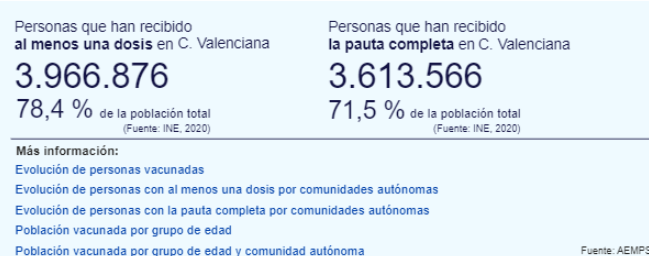 Personas que han recibido
al menos una dosis en C. Valenciana
3.966.876
78,4 % de la población total
(Fuente: INE, 2020)
Personas que han recibido
la pauta completa en C. Valenciana
3.613.566
71,5 % de la población total
(Fuente: INE, 2020)
Más información:
Evolución de personas vacunadas
Evolución de personas con al menos una dosis por comunidades autónomas
Evolución de personas con la pauta completa por comunidades autónomas
Población vacunada por grupo de edad
Población vacunada por grupo de edad y comunidad autónoma
Fuente: AEMPS